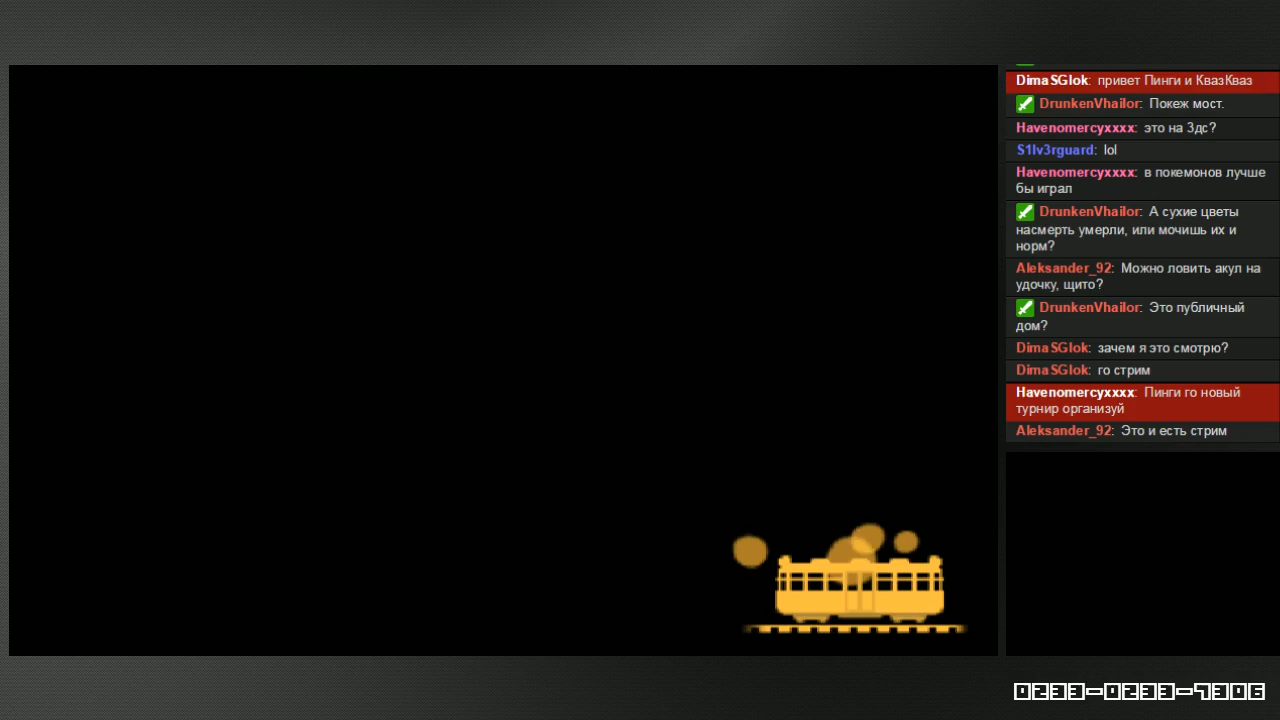 DimaSGlok: привет Пинги и КвазКваз
DrunkenVhailor: Покеж мост.
Havenomercyxxxx: это на 3дс?
S1lv3rguard: lol
Havenomercyxxxx: в покемонов лучше
бы играл
DrunkenVhailor: А сухие цветы
насмерть умерли, или мочишь их и
норм?
Aleksander_92: Можно ловить акул на
удочку, щито?
DrunkenVhailor: Это публичный
дом?
DimaSGlok: зачем я это смотрю?
DimaSGlok: го стрим
Havenomercyxxxx: Пинги го новый
турнир организуй
Aleksander_92: Это и есть стрим
0233-0233-9306